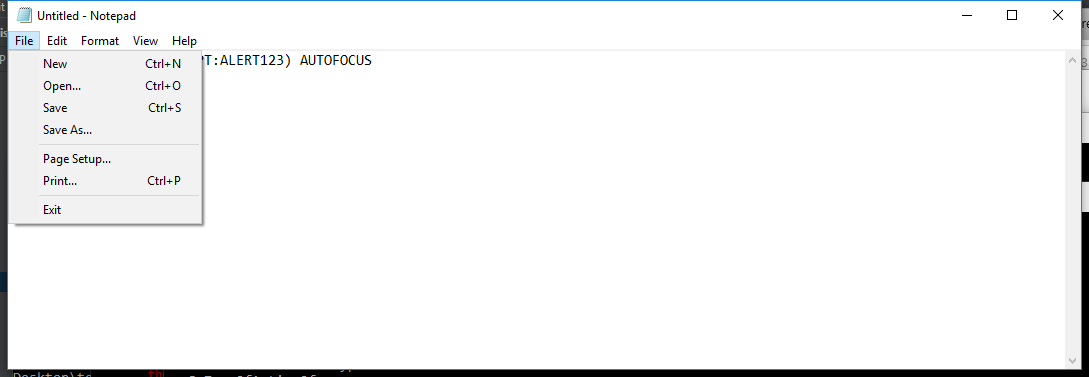 Untitled - Notepad
File Edit Format View Help
PT:ALERT123) AUTOFOCUS
New Ctrl+N
Open... Ctrl+O
Save Ctrl+S
Save As...
Page Setup...
Print... Ctrl+P
Exit